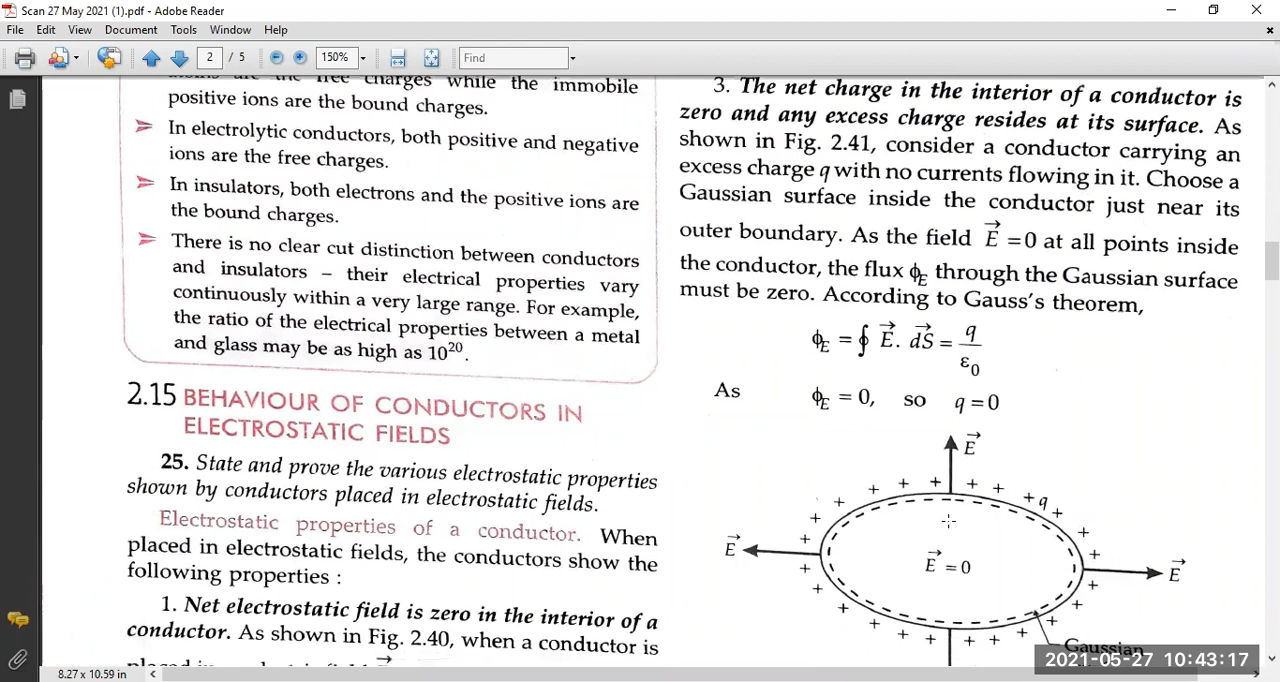 Scan 27 May 2021 (1).pdf - Adobe Reader
File Edit View Document Tools Window Help
2 / 5 150% Find
atoms are the free charges while the immobile
positive ions are the bound charges.
In electrolytic conductors, both positive and negative
ions are the free charges.
In insulators, both electrons and the positive ions are
the bound charges.
There is no clear cut distinction between conductors
and insulators – their electrical properties vary
continuously within a very large range. For example,
the ratio of the electrical properties between a metal
and glass may be as high as 10²⁰.
2.15 BEHAVIOUR OF CONDUCTORS IN
ELECTROSTATIC FIELDS
25. State and prove the various electrostatic properties
shown by conductors placed in electrostatic fields.
Electrostatic properties of a conductor. When
placed in electrostatic fields, the conductors show the
following properties :
1. Net electrostatic field is zero in the interior of a
conductor. As shown in Fig. 2.40, when a conductor is
3. The net charge in the interior of a conductor is
zero and any excess charge resides at its surface. As
shown in Fig. 2.41, consider a conductor carrying an
excess charge q with no currents flowing in it. Choose a
Gaussian surface inside the conductor just near its
outer boundary. As the field E⃗ = 0 at all points inside
the conductor, the flux ϕE through the Gaussian surface
must be zero. According to Gauss's theorem,
ϕE = ∮ E⃗ . dS⃗ = q / ε₀
As ϕE = 0, so q = 0
E⃗
+ q
E⃗
E⃗ = 0
E⃗
Gaussian
2021-05-27 10:43:17
8.27 x 10.59 in